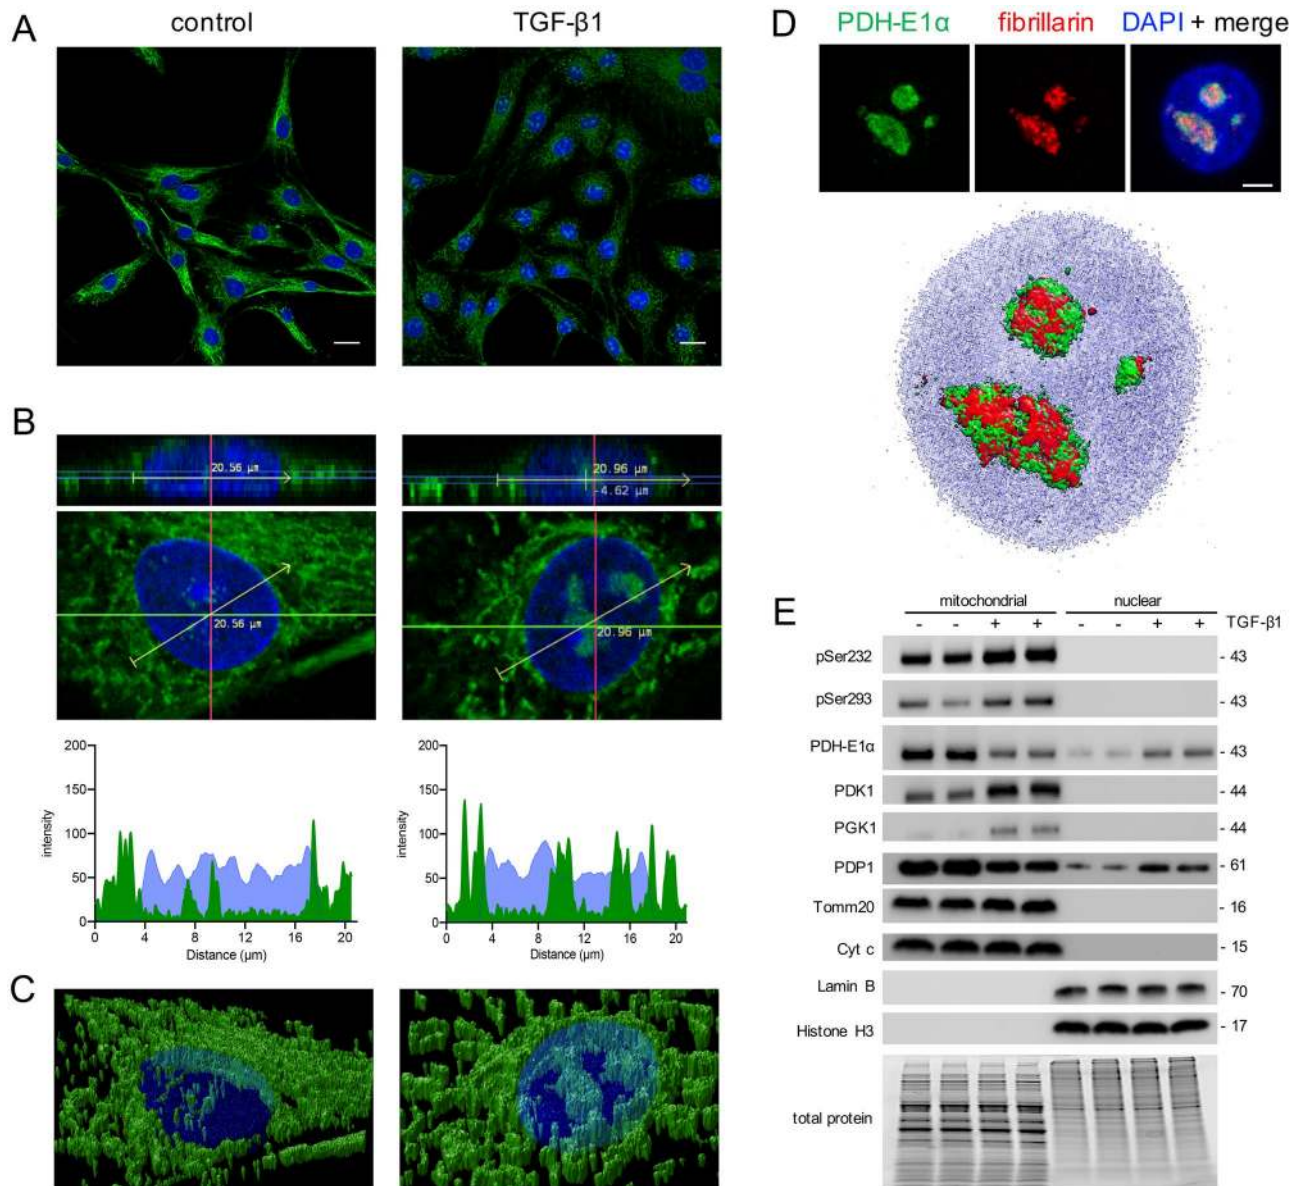 A
control
TGF-β1
B
20.56 µm
20.96 µm
-4.62 µm
20.56 µm
20.96 µm
200
150
100
50
0
intensity
0 4 8 12 16 20
Distance (µm)
200
150
100
50
0
intensity
0 4 8 12 16 20
Distance (µm)
C
D
PDH-E1α fibrillarin DAPI + merge
E
mitochondrial nuclear
- - + + - - + + TGF-β1
pSer232 - 43
pSer293 - 43
PDH-E1α - 43
PDK1 - 44
PGK1 - 44
PDP1 - 61
Tomm20 - 16
Cyt c - 15
Lamin B - 70
Histone H3 - 17
total protein